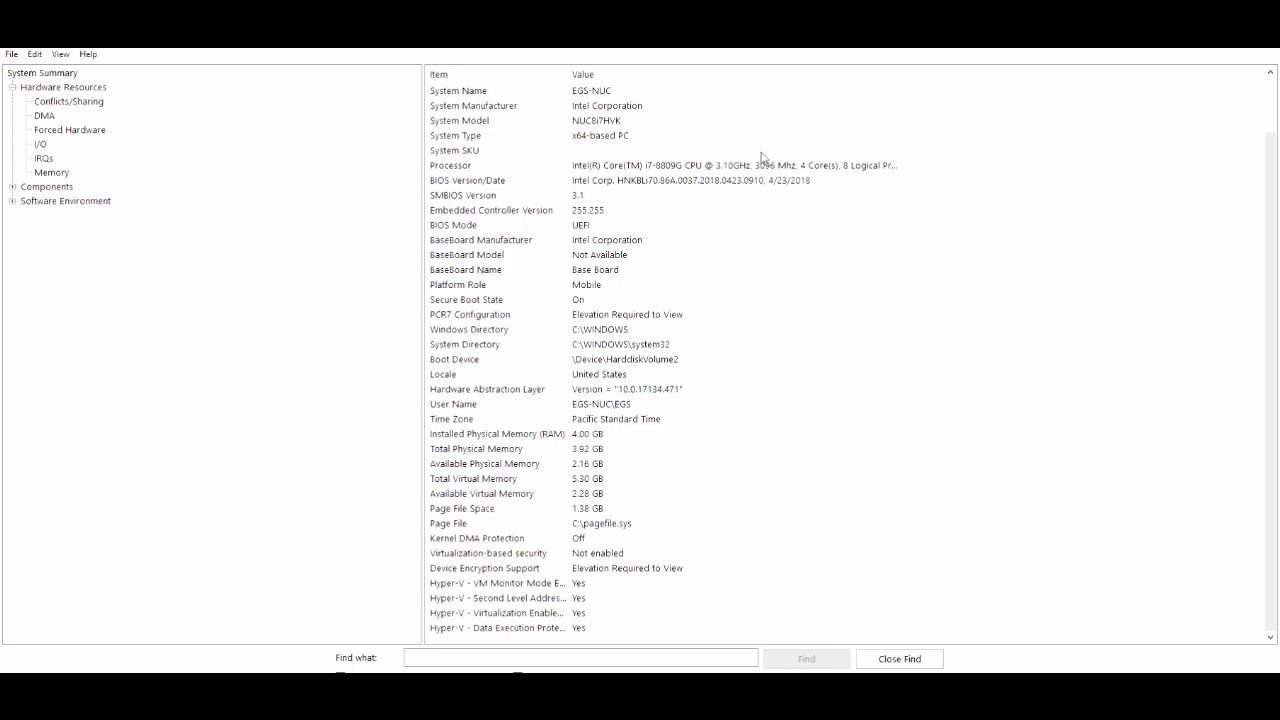 File Edit View Help
System Summary
Hardware Resources
Conflicts/Sharing
DMA
Forced Hardware
I/O
IRQs
Memory
Components
Software Environment
Item Value
System Name EGS-NUC
System Manufacturer Intel Corporation
System Model NUC8i7HVK
System Type x64-based PC
System SKU
Processor Intel(R) Core(TM) i7-8809G CPU @ 3.10GHz, 3096 Mhz, 4 Core(s), 8 Logical Pr...
BIOS Version/Date Intel Corp. HNKBLi70.86A.0037.2018.0423.0910, 4/23/2018
SMBIOS Version 3.1
Embedded Controller Version 255.255
BIOS Mode UEFI
BaseBoard Manufacturer Intel Corporation
BaseBoard Model Not Available
BaseBoard Name Base Board
Platform Role Mobile
Secure Boot State On
PCR7 Configuration Elevation Required to View
Windows Directory C:\WINDOWS
System Directory C:\WINDOWS\system32
Boot Device \Device\HarddiskVolume2
Locale United States
Hardware Abstraction Layer Version = "10.0.17134.471"
User Name EGS-NUC\EGS
Time Zone Pacific Standard Time
Installed Physical Memory (RAM) 4.00 GB
Total Physical Memory 3.92 GB
Available Physical Memory 2.16 GB
Total Virtual Memory 5.30 GB
Available Virtual Memory 2.28 GB
Page File Space 1.38 GB
Page File C:\pagefile.sys
Kernel DMA Protection Off
Virtualization-based security Not enabled
Device Encryption Support Elevation Required to View
Hyper-V - VM Monitor Mode E... Yes
Hyper-V - Second Level Addres... Yes
Hyper-V - Virtualization Enable... Yes
Hyper-V - Data Execution Prote... Yes
Find what: Find Close Find